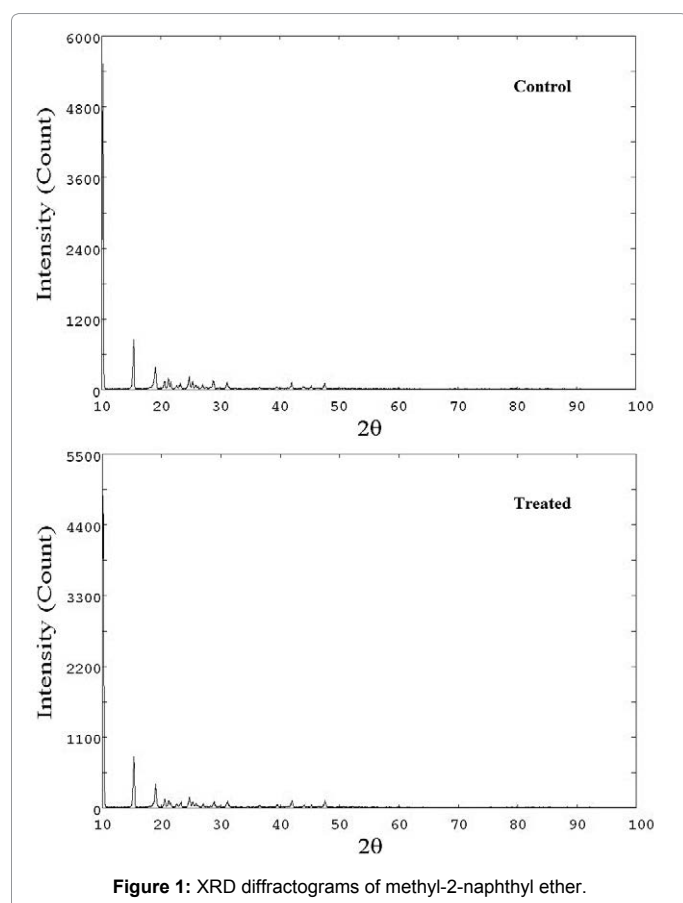 6000
Control
4800
3600
2400
1200
0
Intensity (Count)
10 20 30 40 50 60 70 80 90 100
2θ
5500
Treated
4400
3300
2200
1100
0
Intensity (Count)
10 20 30 40 50 60 70 80 90 100
2θ
Figure 1: XRD diffractograms of methyl-2-naphthyl ether.